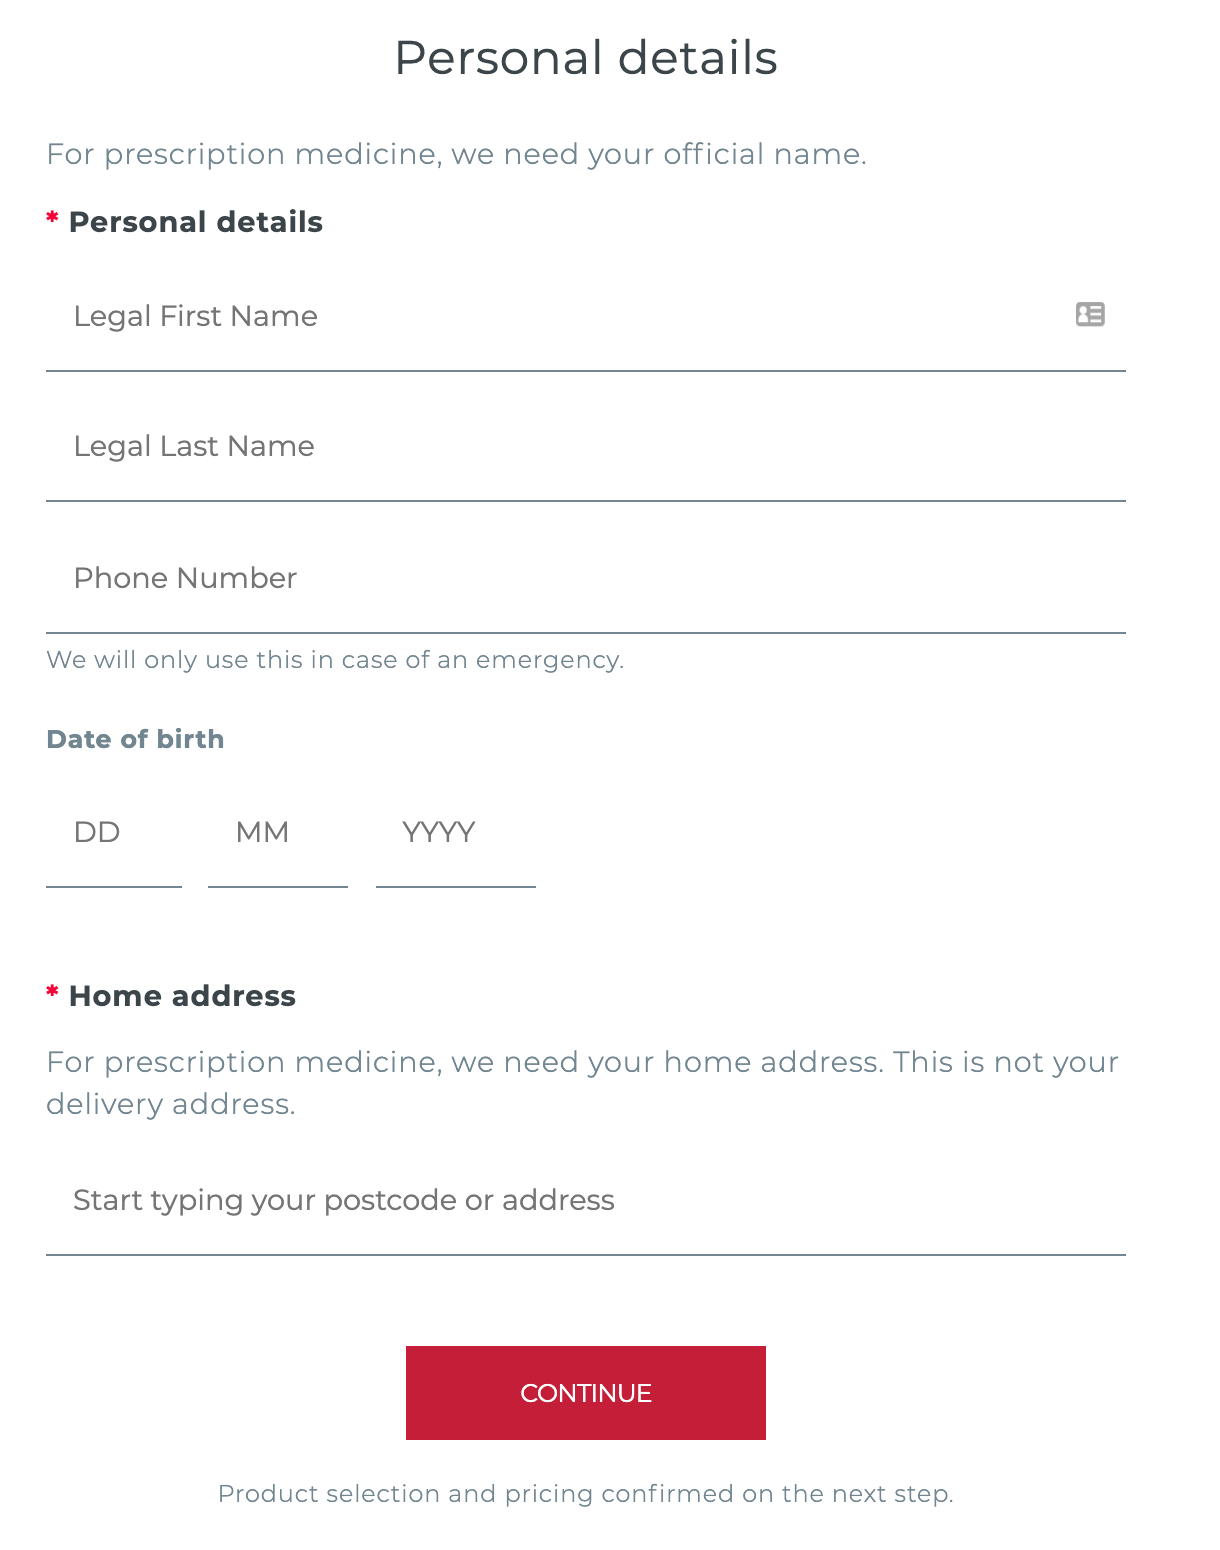 Personal details
For prescription medicine, we need your official name.
* Personal details
Legal First Name
Legal Last Name
Phone Number
We will only use this in case of an emergency.
Date of birth
DD MM YYYY
* Home address
For prescription medicine, we need your home address. This is not your
delivery address.
Start typing your postcode or address
CONTINUE
Product selection and pricing confirmed on the next step.